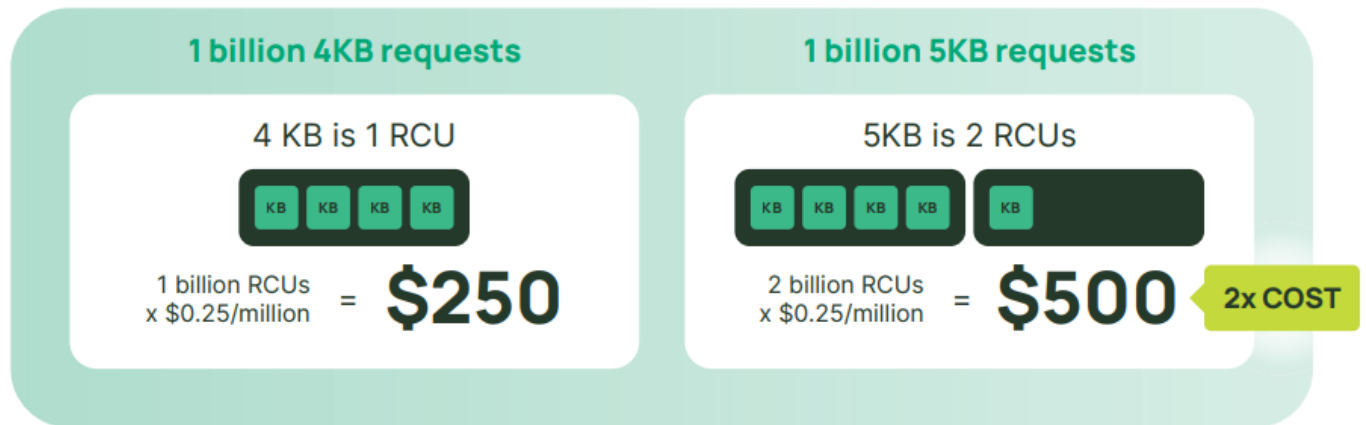 1 billion 4KB requests
4 KB is 1 RCU
KB KB KB KB
1 billion RCUs
x $0.25/million
= $250
1 billion 5KB requests
5KB is 2 RCUs
KB KB KB KB KB
2 billion RCUs
x $0.25/million
= $500
2x COST